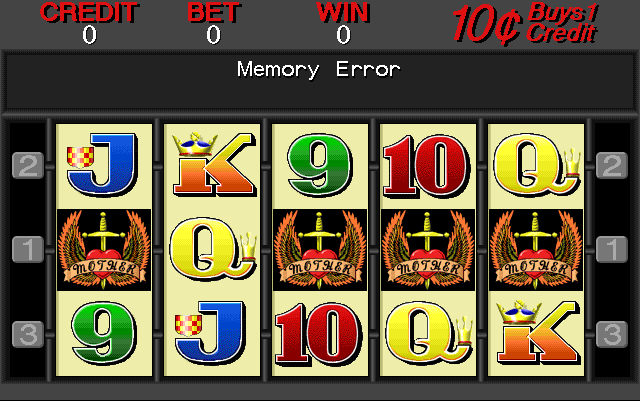 CREDIT BET WIN 10¢ Buys 1
0 0 0 Credit
Memory Error
2 J K 9 10 Q 2
1 MOTHER Q MOTHER MOTHER MOTHER 1
3 9 J 10 Q K 3